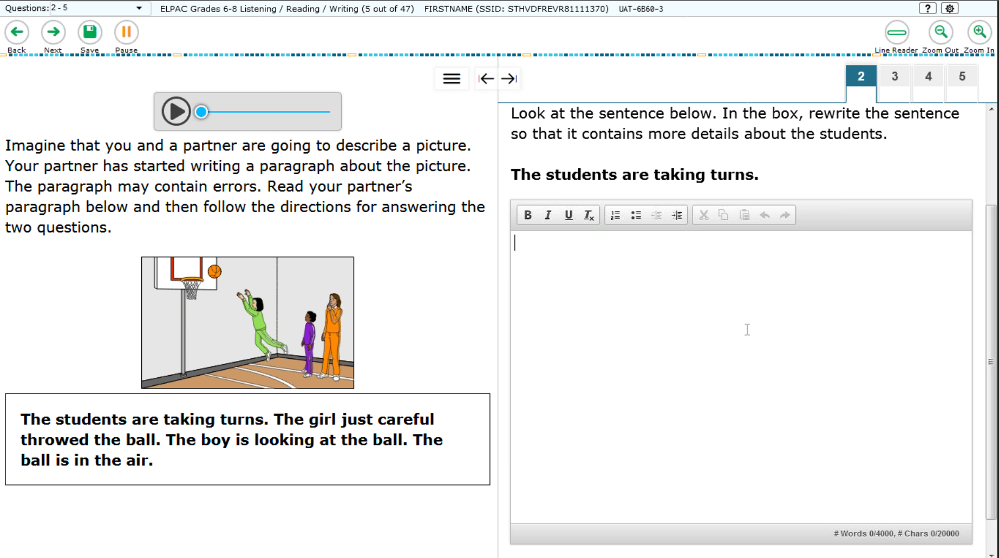 Questions: 2 - 5 ELPAC Grades 6-8 Listening / Reading / Writing (5 out of 47) FIRSTNAME (SSID: STHVDFREVR81111370) UAT-6B60-3 ?
Back Next Save Pause Line Reader Zoom Out Zoom In
2 3 4 5
Imagine that you and a partner are going to describe a picture.
Your partner has started writing a paragraph about the picture.
The paragraph may contain errors. Read your partner’s
paragraph below and then follow the directions for answering the
two questions.
The students are taking turns. The girl just careful
throwed the ball. The boy is looking at the ball. The
ball is in the air.
Look at the sentence below. In the box, rewrite the sentence
so that it contains more details about the students.
The students are taking turns.
B I U Tx
# Words 0/4000, # Chars 0/20000